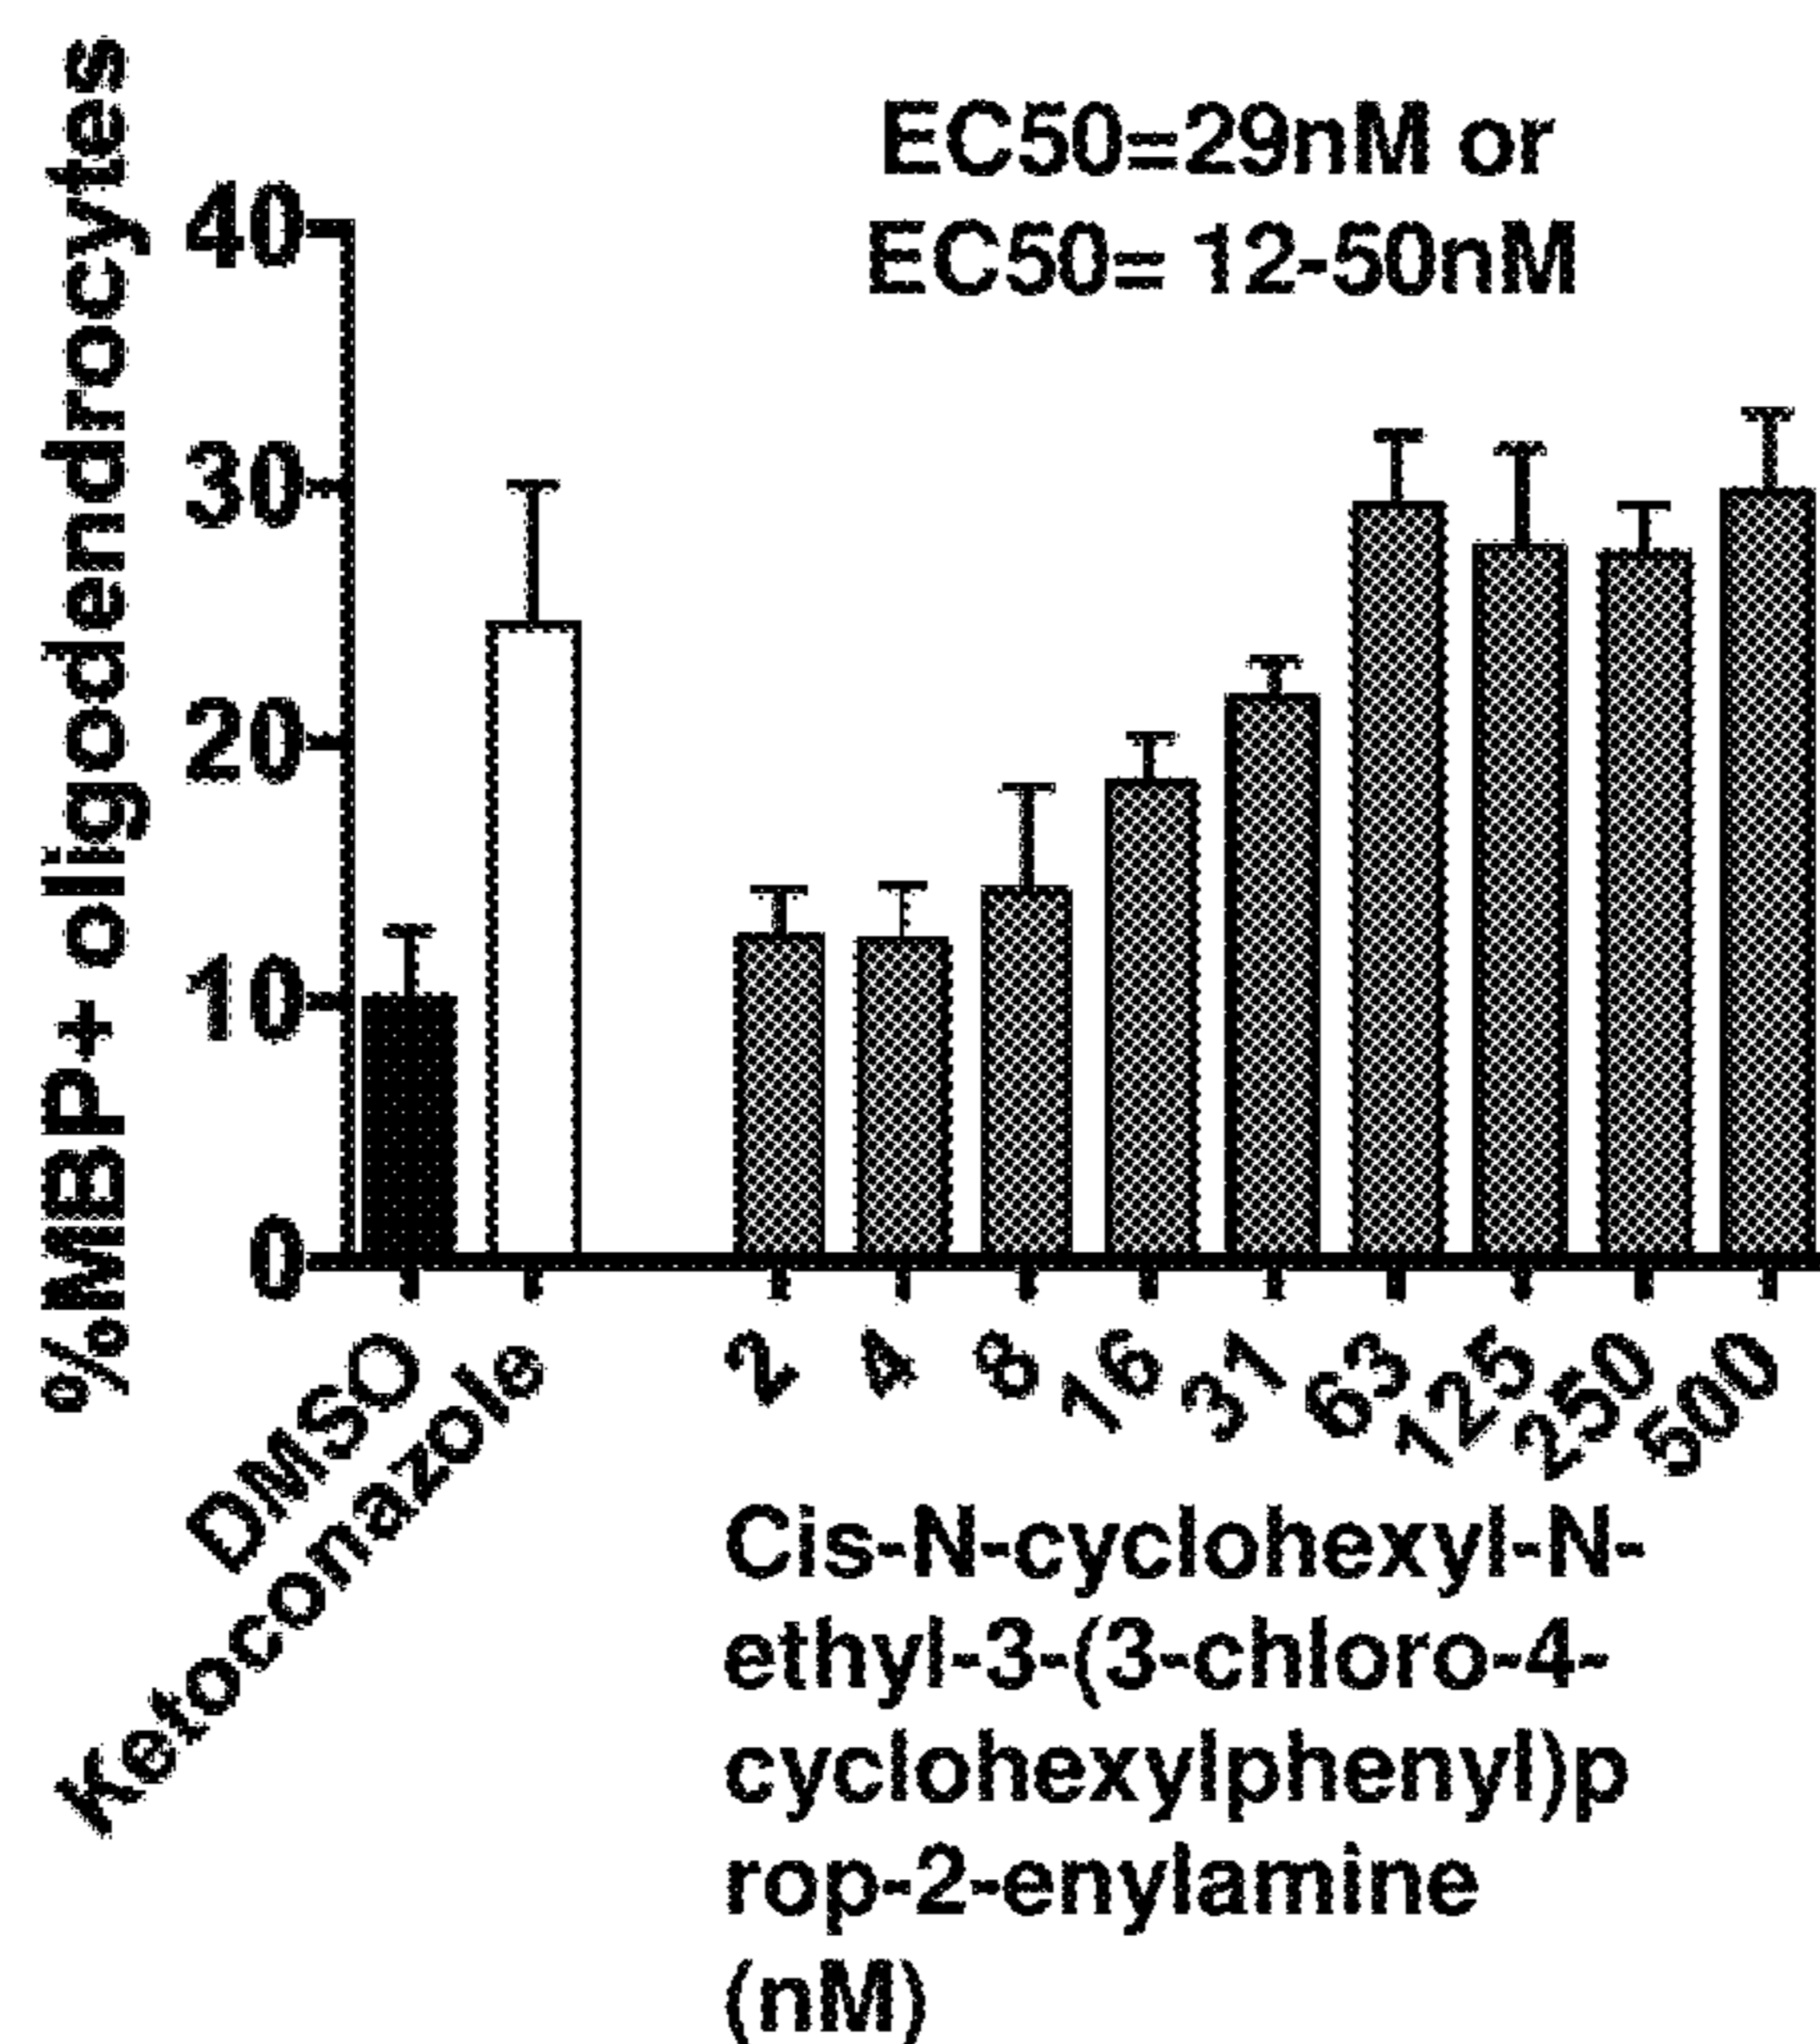 %MBP+ oligodendrocytes
EC50=29nM or
EC50= 12-50nM
40
30
20
10
0
DMSO
Ketoconazole
2
4
8
16
31
63
125
250
500
Cis-N-cyclohexyl-N-
ethyl-3-(3-chloro-4-
cyclohexylphenyl)p
rop-2-enylamine
(nM)